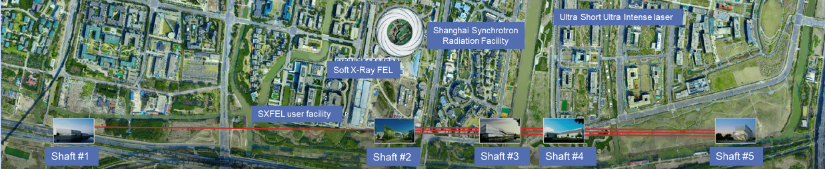 Ultra Short Ultra Intense laser
Shanghai Synchrotron
Radiation Facility
Soft X-Ray FEL
SXFEL user facility
Shaft #1
Shaft #2
Shaft #3
Shaft #4
Shaft #5